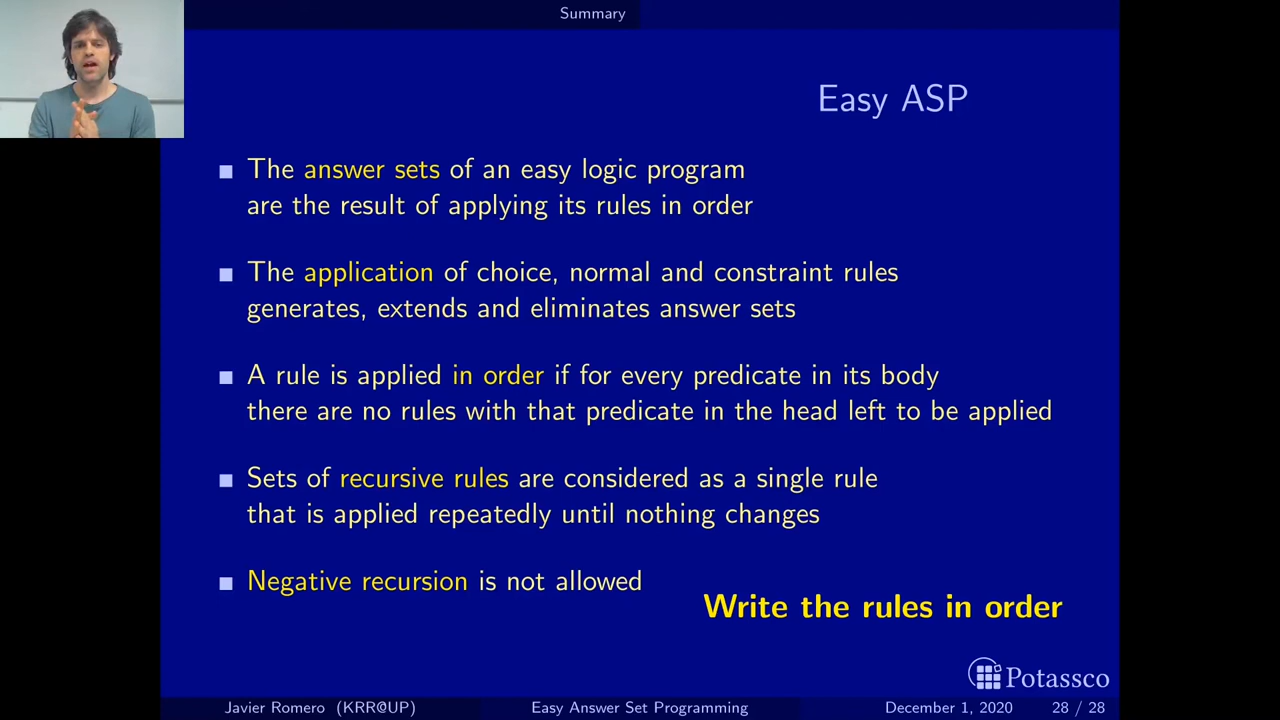 Summary
Easy ASP
The answer sets of an easy logic program
are the result of applying its rules in order
The application of choice, normal and constraint rules
generates, extends and eliminates answer sets
A rule is applied in order if for every predicate in its body
there are no rules with that predicate in the head left to be applied
Sets of recursive rules are considered as a single rule
that is applied repeatedly until nothing changes
Negative recursion is not allowed
Write the rules in order
Potassco
Javier Romero (KRR@UP)
Easy Answer Set Programming
December 1, 2020
28 / 28